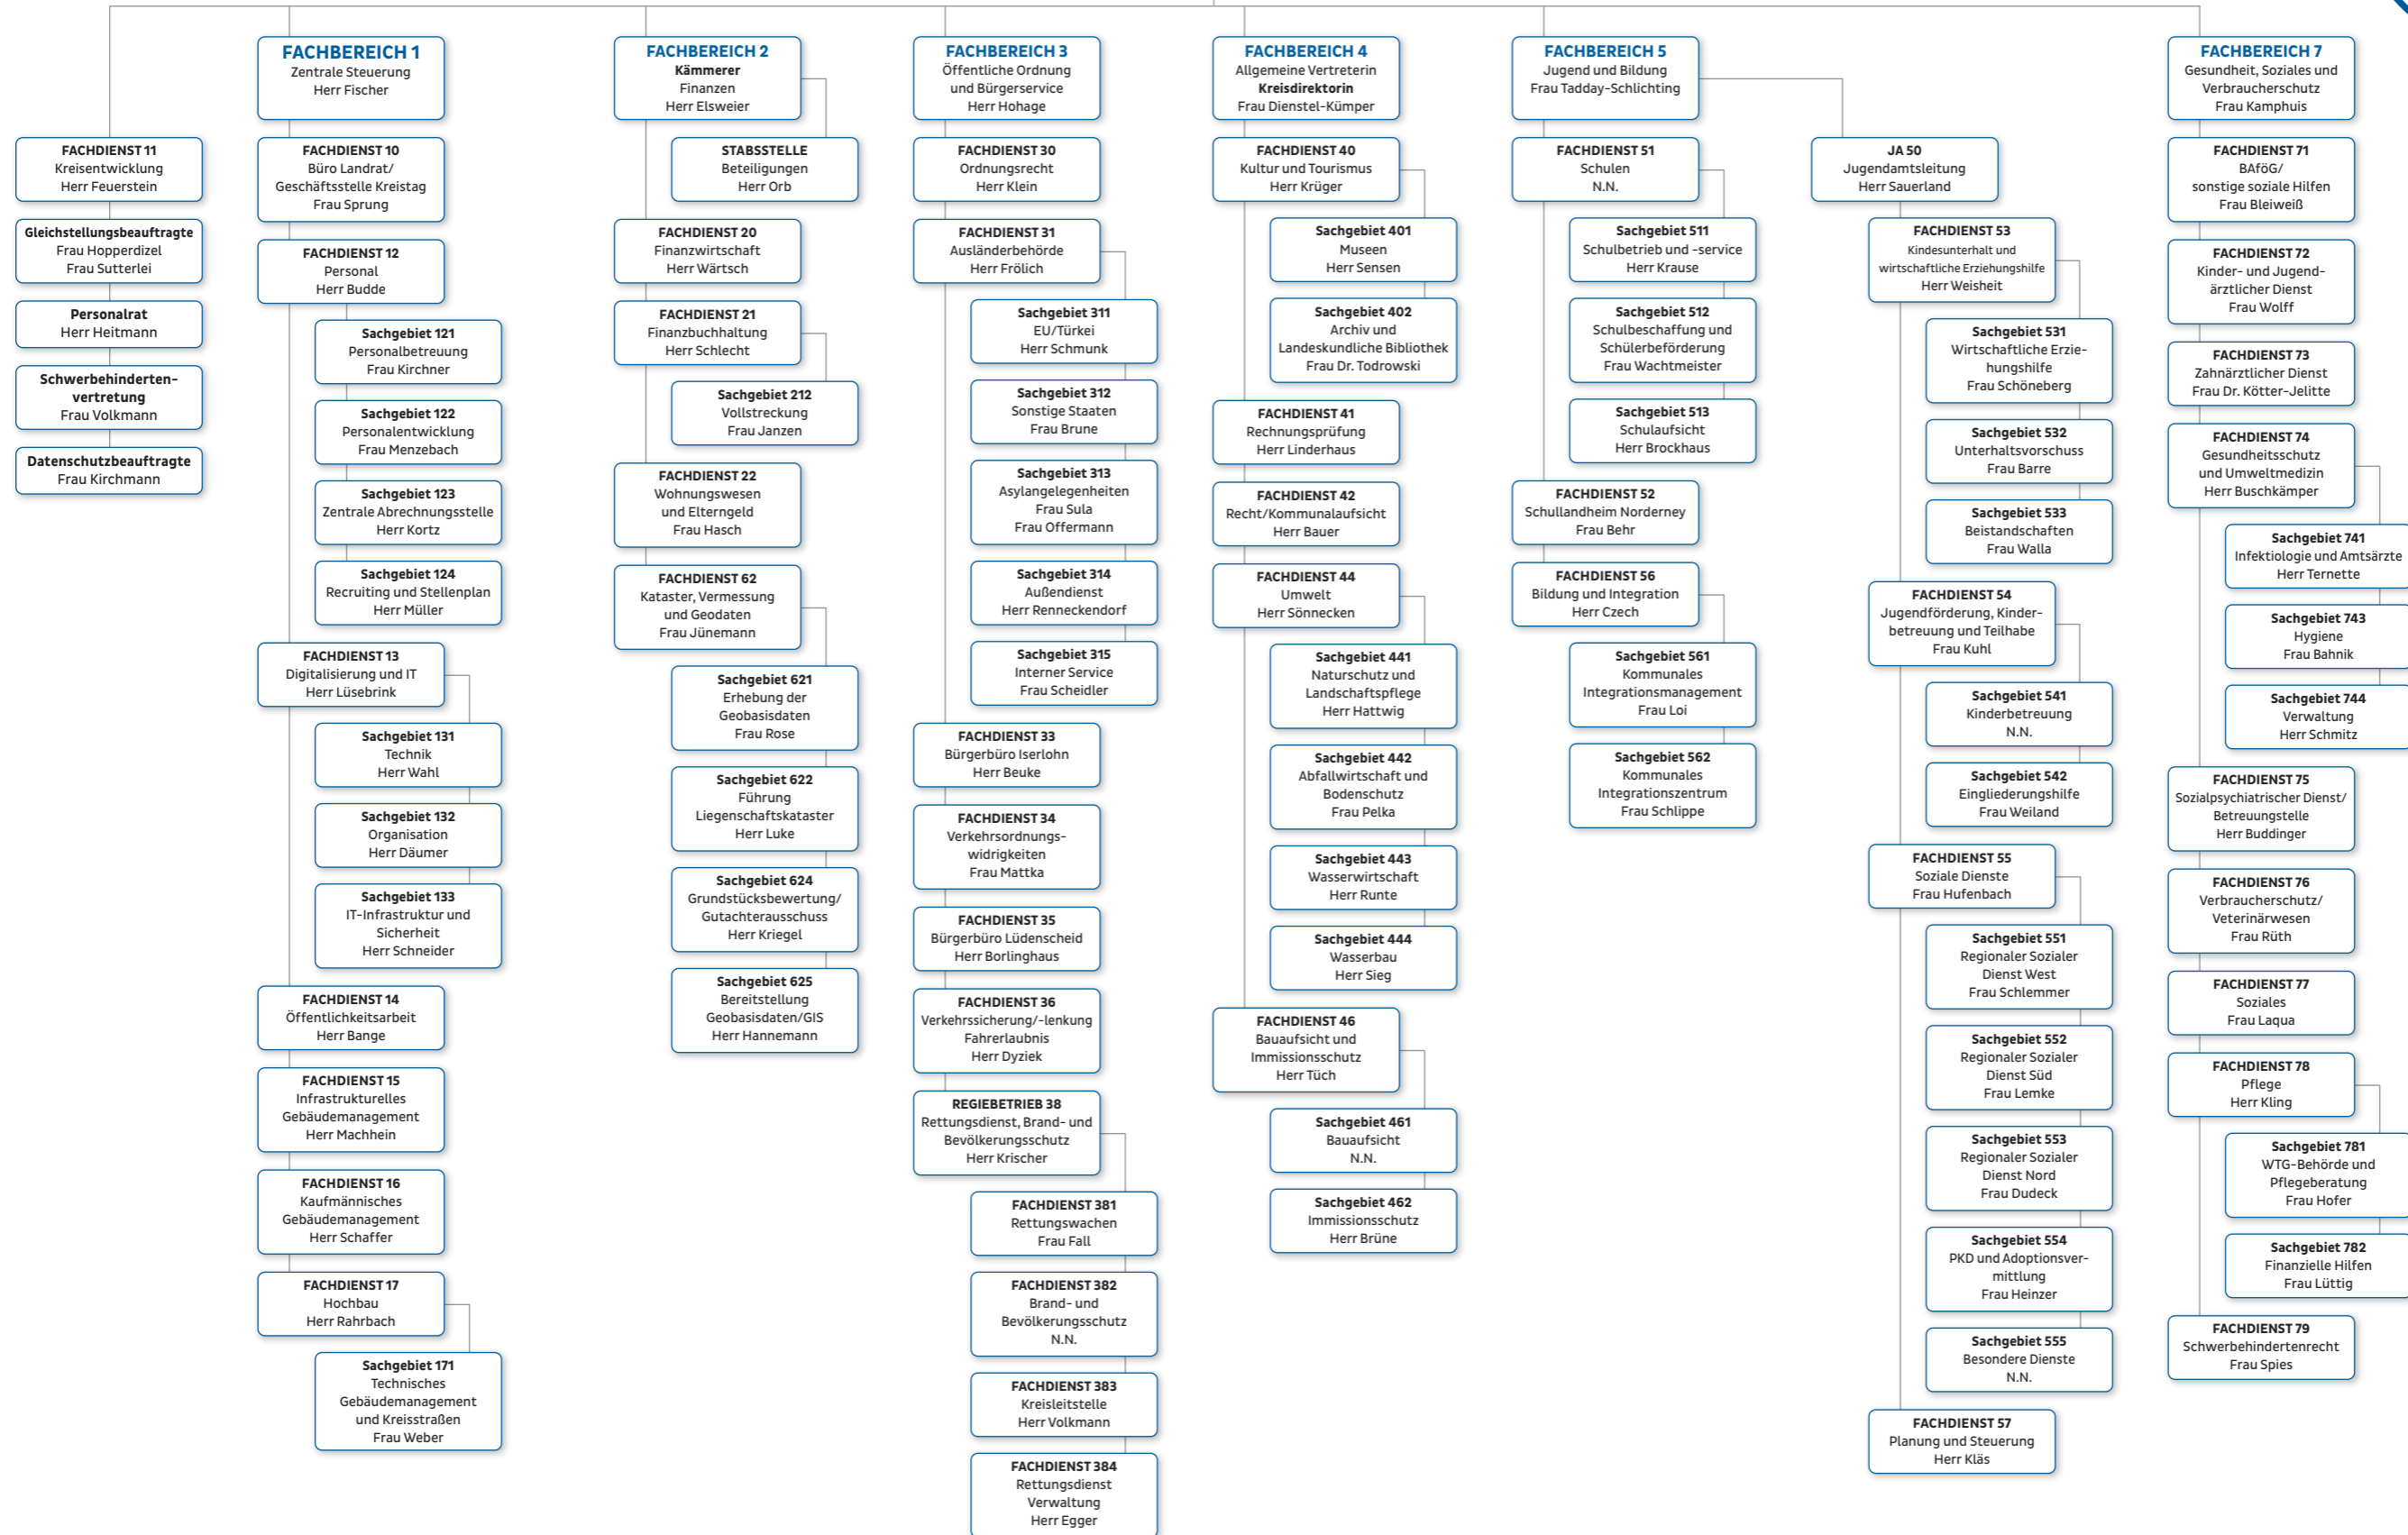 FACHDIENST 11
Kreisentwicklung
Herr Feuerstein
Gleichstellungsbeauftragte
Frau Hopperdizel
Frau Sutterlei
Personalrat
Herr Heitmann
Schwerbehinderten-
vertretung
Frau Volkmann
Datenschutzbeauftragte
Frau Kirchmann
FACHBEREICH 1
Zentrale Steuerung
Herr Fischer
FACHDIENST 10
Büro Landrat/
Geschäftsstelle Kreistag
Frau Sprung
FACHDIENST 12
Personal
Herr Budde
Sachgebiet 121
Personalbetreuung
Frau Kirchner
Sachgebiet 122
Personalentwicklung
Frau Menzebach
Sachgebiet 123
Zentrale Abrechnungsstelle
Herr Kortz
Sachgebiet 124
Recruiting und Stellenplan
Herr Müller
FACHDIENST 13
Digitalisierung und IT
Herr Lüsebrink
Sachgebiet 131
Technik
Herr Wahl
Sachgebiet 132
Organisation
Herr Däumer
Sachgebiet 133
IT-Infrastruktur und
Sicherheit
Herr Schneider
FACHDIENST 14
Öffentlichkeitsarbeit
Herr Bange
FACHDIENST 15
Infrastrukturelles
Gebäudemanagement
Herr Machhein
FACHDIENST 16
Kaufmännisches
Gebäudemanagement
Herr Schaffer
FACHDIENST 17
Hochbau
Herr Rahrbach
Sachgebiet 171
Technisches
Gebäudemanagement
und Kreisstraßen
Frau Weber
FACHBEREICH 2
Kämmerer
Finanzen
Herr Elsweier
STABSSTELLE
Beteiligungen
Herr Orb
FACHDIENST 20
Finanzwirtschaft
Herr Wärtsch
FACHDIENST 21
Finanzbuchhaltung
Herr Schlecht
Sachgebiet 212
Vollstreckung
Frau Janzen
FACHDIENST 22
Wohnungswesen
und Elterngeld
Frau Hasch
FACHDIENST 62
Kataster, Vermessung
und Geodaten
Frau Jünemann
Sachgebiet 621
Erhebung der
Geobasisdaten
Frau Rose
Sachgebiet 622
Führung
Liegenschaftskataster
Herr Luke
Sachgebiet 624
Grundstücksbewertung/
Gutachterausschuss
Herr Kriegel
Sachgebiet 625
Bereitstellung
Geobasisdaten/GIS
Herr Hannemann
FACHBEREICH 3
Öffentliche Ordnung
und Bürgerservice
Herr Hohage
FACHDIENST 30
Ordnungsrecht
Herr Klein
FACHDIENST 31
Ausländerbehörde
Herr Frölich
Sachgebiet 311
EU/Türkei
Herr Schmunk
Sachgebiet 312
Sonstige Staaten
Frau Brune
Sachgebiet 313
Asylangelegenheiten
Frau Sula
Frau Offermann
Sachgebiet 314
Außendienst
Herr Renneckendorf
Sachgebiet 315
Interner Service
Frau Scheidler
FACHDIENST 33
Bürgerbüro Iserlohn
Herr Beuke
FACHDIENST 34
Verkehrsordnungs-
widrigkeiten
Frau Mattka
FACHDIENST 35
Bürgerbüro Lüdenscheid
Herr Borlinghaus
FACHDIENST 36
Verkehrssicherung/-lenkung
Fahrerlaubnis
Herr Dyziek
REGIEBETRIEB 38
Rettungsdienst, Brand- und
Bevölkerungsschutz
Herr Krischer
FACHDIENST 381
Rettungswachen
Frau Fall
FACHDIENST 382
Brand- und
Bevölkerungsschutz
N.N.
FACHDIENST 383
Kreisleitstelle
Herr Volkmann
FACHDIENST 384
Rettungsdienst
Verwaltung
Herr Egger
FACHBEREICH 4
Allgemeine Vertreterin
Kreisdirektorin
Frau Dienstel-Kümper
FACHDIENST 40
Kultur und Tourismus
Herr Krüger
Sachgebiet 401
Museen
Herr Sensen
Sachgebiet 402
Archiv und
Landeskundliche Bibliothek
Frau Dr. Todrowski
FACHDIENST 41
Rechnungsprüfung
Herr Linderhaus
FACHDIENST 42
Recht/Kommunalaufsicht
Herr Bauer
FACHDIENST 44
Umwelt
Herr Sönnecken
Sachgebiet 441
Naturschutz und
Landschaftspflege
Herr Hattwig
Sachgebiet 442
Abfallwirtschaft und
Bodenschutz
Frau Pelka
Sachgebiet 443
Wasserwirtschaft
Herr Runte
Sachgebiet 444
Wasserbau
Herr Sieg
FACHDIENST 46
Bauaufsicht und
Immissionsschutz
Herr Tüch
Sachgebiet 461
Bauaufsicht
N.N.
Sachgebiet 462
Immissionsschutz
Herr Brüne
FACHBEREICH 5
Jugend und Bildung
Frau Tadday-Schlichting
FACHDIENST 51
Schulen
N.N.
Sachgebiet 511
Schulbetrieb und -service
Herr Krause
Sachgebiet 512
Schulbeschaffung und
Schülerbeförderung
Frau Wachtmeister
Sachgebiet 513
Schulaufsicht
Herr Brockhaus
FACHDIENST 52
Schullandheim Norderney
Frau Behr
FACHDIENST 56
Bildung und Integration
Herr Czech
Sachgebiet 561
Kommunales
Integrationsmanagement
Frau Loi
Sachgebiet 562
Kommunales
Integrationszentrum
Frau Schlippe
JA 50
Jugendamtsleitung
Herr Sauerland
FACHDIENST 53
Kindesunterhalt und
wirtschaftliche Erziehungshilfe
Herr Weisheit
Sachgebiet 531
Wirtschaftliche Erzie-
hungshilfe
Frau Schöneberg
Sachgebiet 532
Unterhaltsvorschuss
Frau Barre
Sachgebiet 533
Beistandschaften
Frau Walla
FACHDIENST 54
Jugendförderung, Kinder-
betreuung und Teilhabe
Frau Kuhl
Sachgebiet 541
Kinderbetreuung
N.N.
Sachgebiet 542
Eingliederungshilfe
Frau Weiland
FACHDIENST 55
Soziale Dienste
Frau Hufenbach
Sachgebiet 551
Regionaler Sozialer
Dienst West
Frau Schlemmer
Sachgebiet 552
Regionaler Sozialer
Dienst Süd
Frau Lemke
Sachgebiet 553
Regionaler Sozialer
Dienst Nord
Frau Dudeck
Sachgebiet 554
PKD und Adoptionsver-
mittlung
Frau Heinzer
Sachgebiet 555
Besondere Dienste
N.N.
FACHDIENST 57
Planung und Steuerung
Herr Kläs
FACHBEREICH 7
Gesundheit, Soziales und
Verbraucherschutz
Frau Kamphuis
FACHDIENST 71
BAföG/
sonstige soziale Hilfen
Frau Bleiweiß
FACHDIENST 72
Kinder- und Jugend-
ärztlicher Dienst
Frau Wolff
FACHDIENST 73
Zahnärztlicher Dienst
Frau Dr. Kötter-Jelitte
FACHDIENST 74
Gesundheitsschutz
und Umweltmedizin
Herr Buschkämper
Sachgebiet 741
Infektiologie und Amtsärzte
Herr Ternette
Sachgebiet 743
Hygiene
Frau Bahnik
Sachgebiet 744
Verwaltung
Herr Schmitz
FACHDIENST 75
Sozialpsychiatrischer Dienst/
Betreuungstelle
Herr Buddinger
FACHDIENST 76
Verbraucherschutz/
Veterinärwesen
Frau Rüth
FACHDIENST 77
Soziales
Frau Laqua
FACHDIENST 78
Pflege
Herr Kling
Sachgebiet 781
WTG-Behörde und
Pflegeberatung
Frau Hofer
Sachgebiet 782
Finanzielle Hilfen
Frau Lüttig
FACHDIENST 79
Schwerbehindertenrecht
Frau Spies